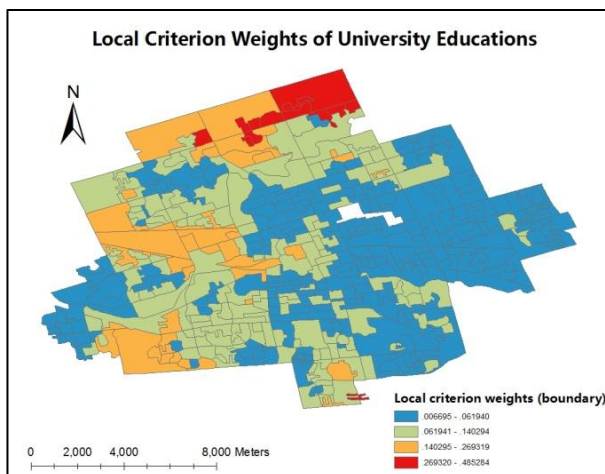 Local Criterion Weights of University Educations
N
Local criterion weights (boundary)
.006695 - .061940
.061941 - .140294
.140295 - .269319
.269320 - .485284
0 2,000 4,000 8,000 Meters